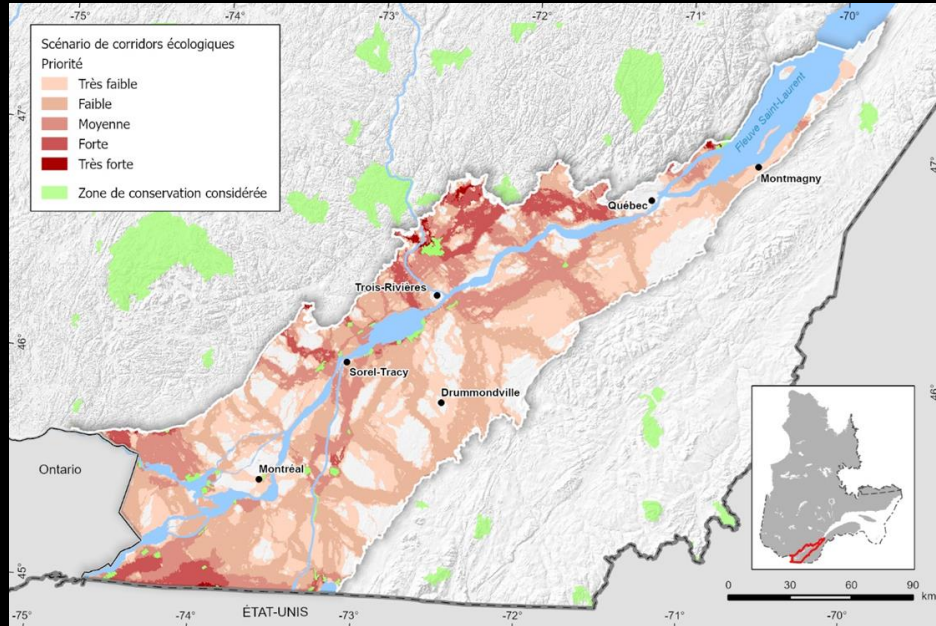 -75°
-74°
-73°
-72°
-71°
-70°
Scénario de corridors écologiques
Priorité
Très faible
Faible
Moyenne
Forte
Très forte
Zone de conservation considérée
47°
47°
Fleuve Saint-Laurent
Montmagny
Québec
Trois-Rivières
46°
46°
Sorel-Tracy
Drummondville
Ontario
Montréal
45°
0 30 60 90
km
ÉTAT-UNIS
-75°
-74°
-73°
-72°
-71°
-70°